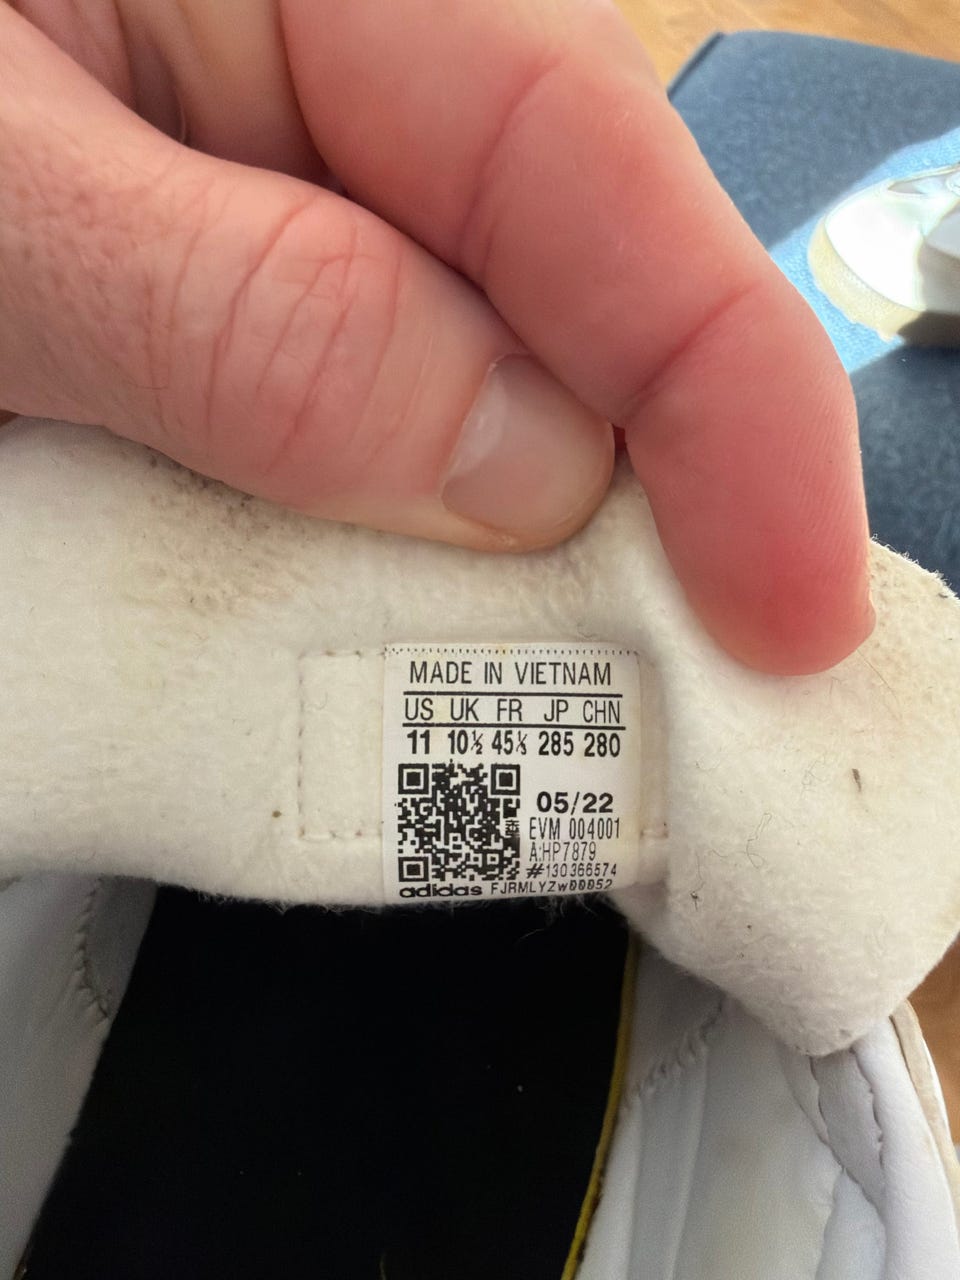 MADE IN VIETNAM
US UK FR JP CHN
11 10½ 45⅓ 285 280
05/22
EVM 004001
A:HP7879
#130366574
adidas FJRMLYZw00052